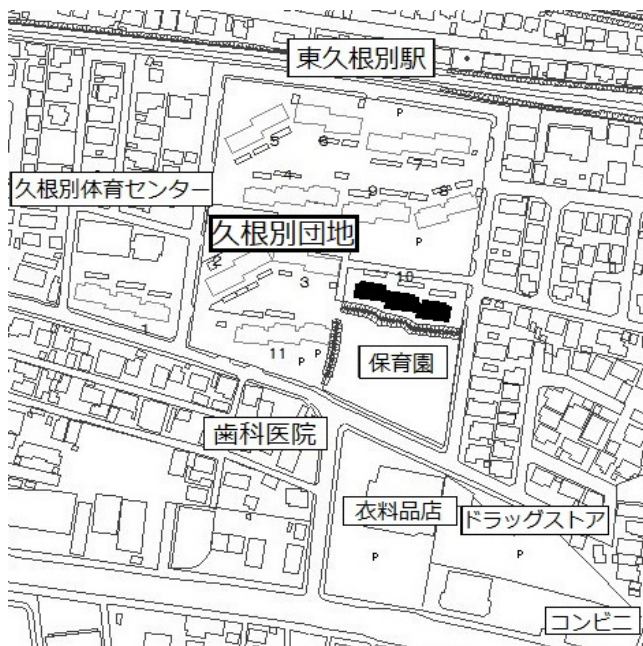 東久根別駅
P
5
6
7
4
久根別体育センター
9
8
久根別団地
P
2
10
3
1
11
P
P
保育園
歯科医院
衣料品店
ドラッグストア
P
P
コンビニ